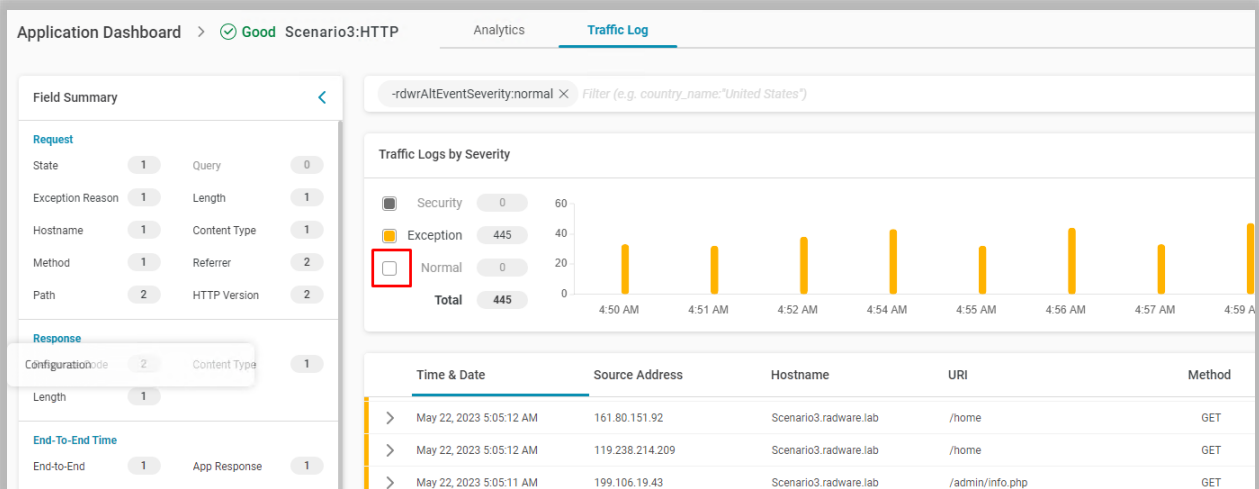 Application Dashboard > Good Scenario3:HTTP Analytics Traffic Log
Field Summary
Request
State 1 Query 0
Exception Reason 1 Length 1
Hostname 1 Content Type 1
Method 1 Referrer 2
Path 2 HTTP Version 2
Response
Configuration Code 2 Content Type 1
Length 1
End-To-End Time
End-to-End 1 App Response 1
-rdwrAltEventSeverity:normal × Filter (e.g. country_name:"United States")
Traffic Logs by Severity
Security 0
Exception 445
Normal 0
Total 445
60
40
20
0
4:50 AM 4:51 AM 4:52 AM 4:54 AM 4:55 AM 4:56 AM 4:57 AM 4:59 A
Time & Date Source Address Hostname URI Method
May 22, 2023 5:05:12 AM 161.80.151.92 Scenario3.radware.lab /home GET
May 22, 2023 5:05:12 AM 119.238.214.209 Scenario3.radware.lab /home GET
May 22, 2023 5:05:11 AM 199.106.19.43 Scenario3.radware.lab /admin/info.php GET